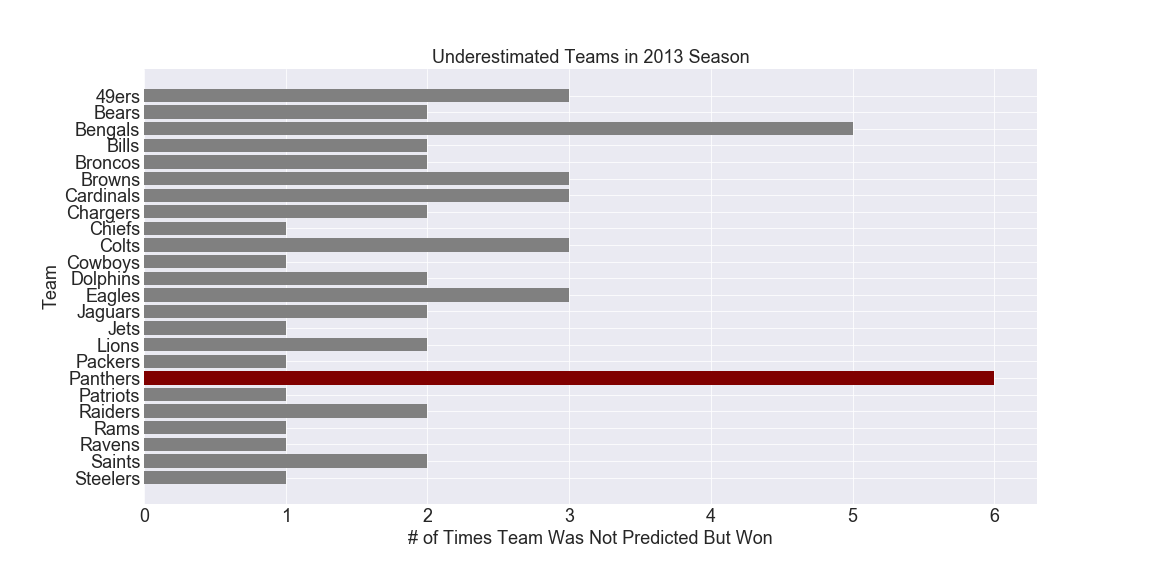 Underestimated Teams in 2013 Season
49ers
Bears
Bengals
Bills
Broncos
Browns
Cardinals
Chargers
Chiefs
Colts
Cowboys
Dolphins
Eagles
Jaguars
Jets
Lions
Packers
Panthers
Patriots
Raiders
Rams
Ravens
Saints
Steelers
Team
0 1 2 3 4 5 6
# of Times Team Was Not Predicted But Won